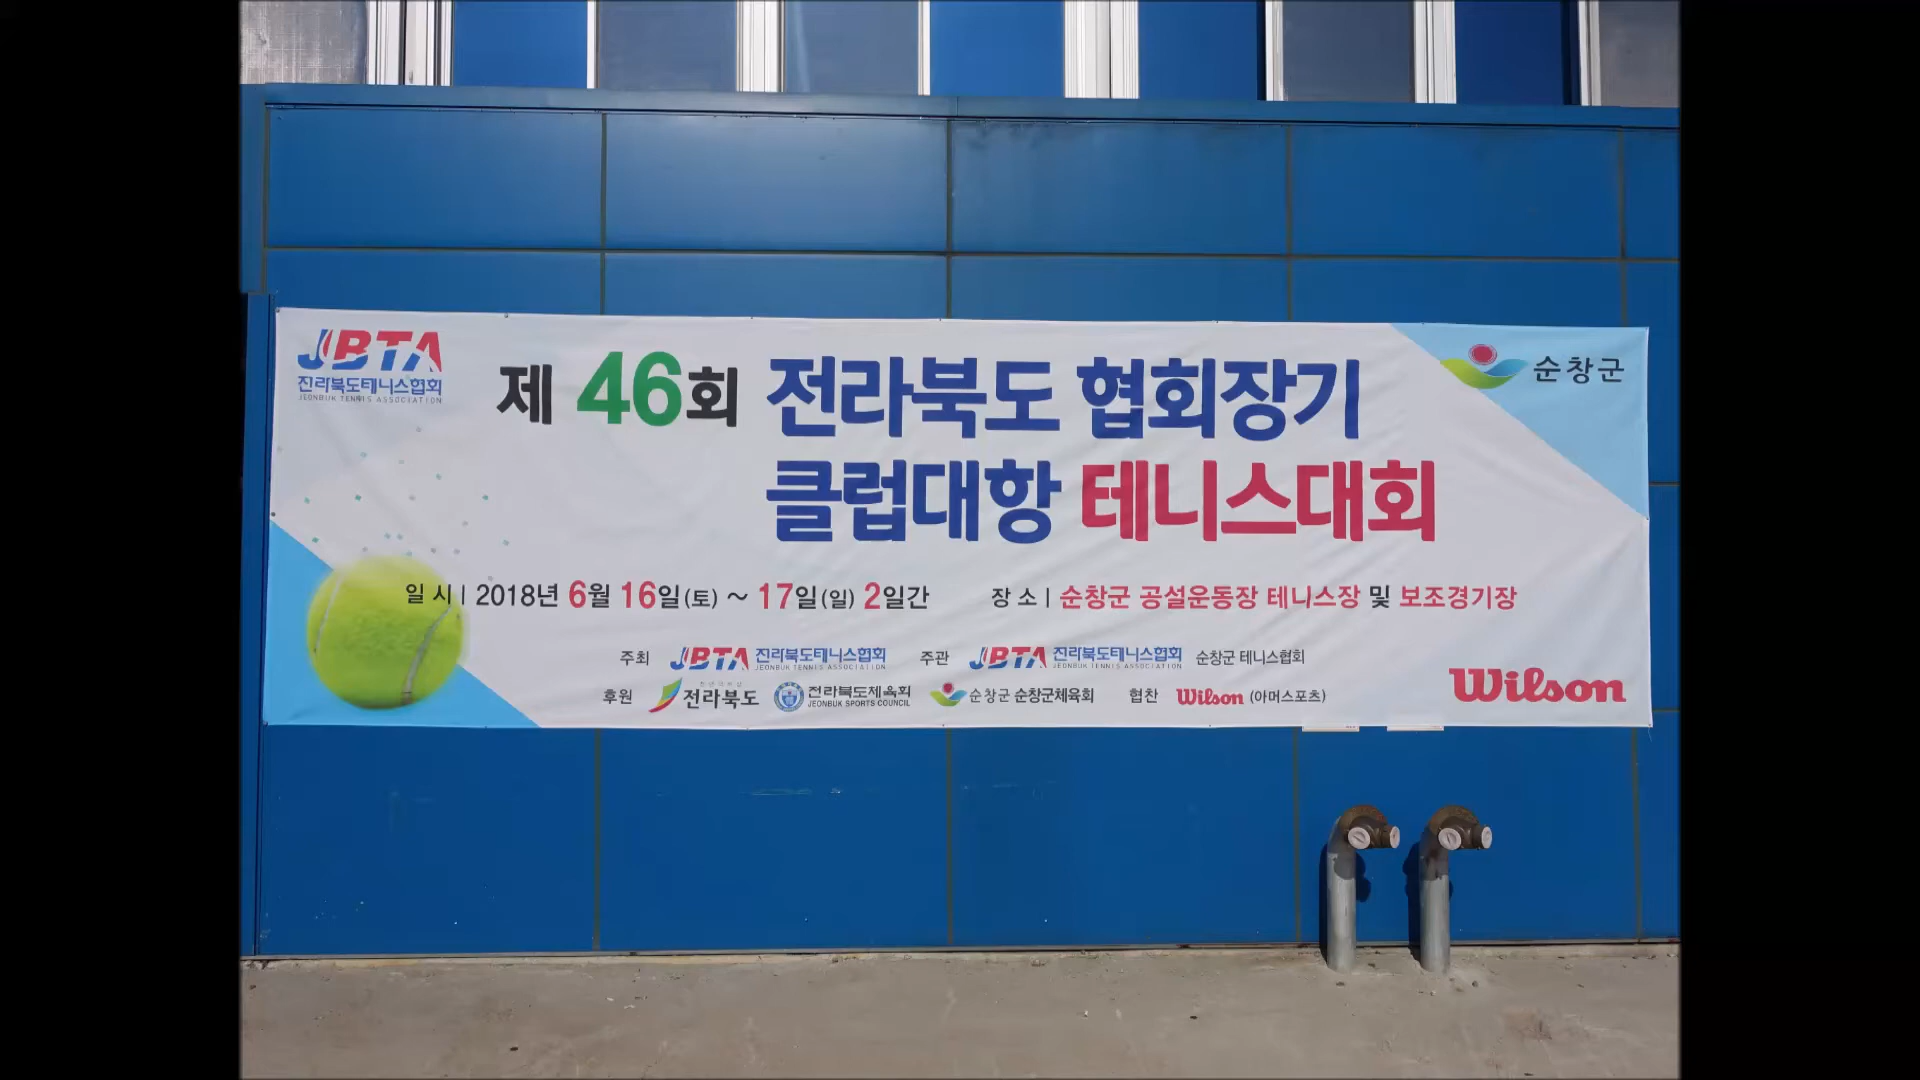 JBTA
전라북도테니스협회
JEONBUK TENNIS ASSOCIATION
순창군
제 46회 전라북도 협회장기
클럽대항 테니스대회
일 시 | 2018년 6월 16일(토) ~ 17일(일) 2일간
장 소 | 순창군 공설운동장 테니스장 및 보조경기장
주최 JBTA 전라북도테니스협회 JEONBUK TENNIS ASSOCIATION 주관 JBTA 전라북도테니스협회 JEONBUK TENNIS ASSOCIATION 순창군 테니스협회
후원 전라북도 전라북도체육회 JEONBUK SPORTS COUNCIL 순창군 순창군체육회 협찬 Wilson (아머스포츠)
Wilson